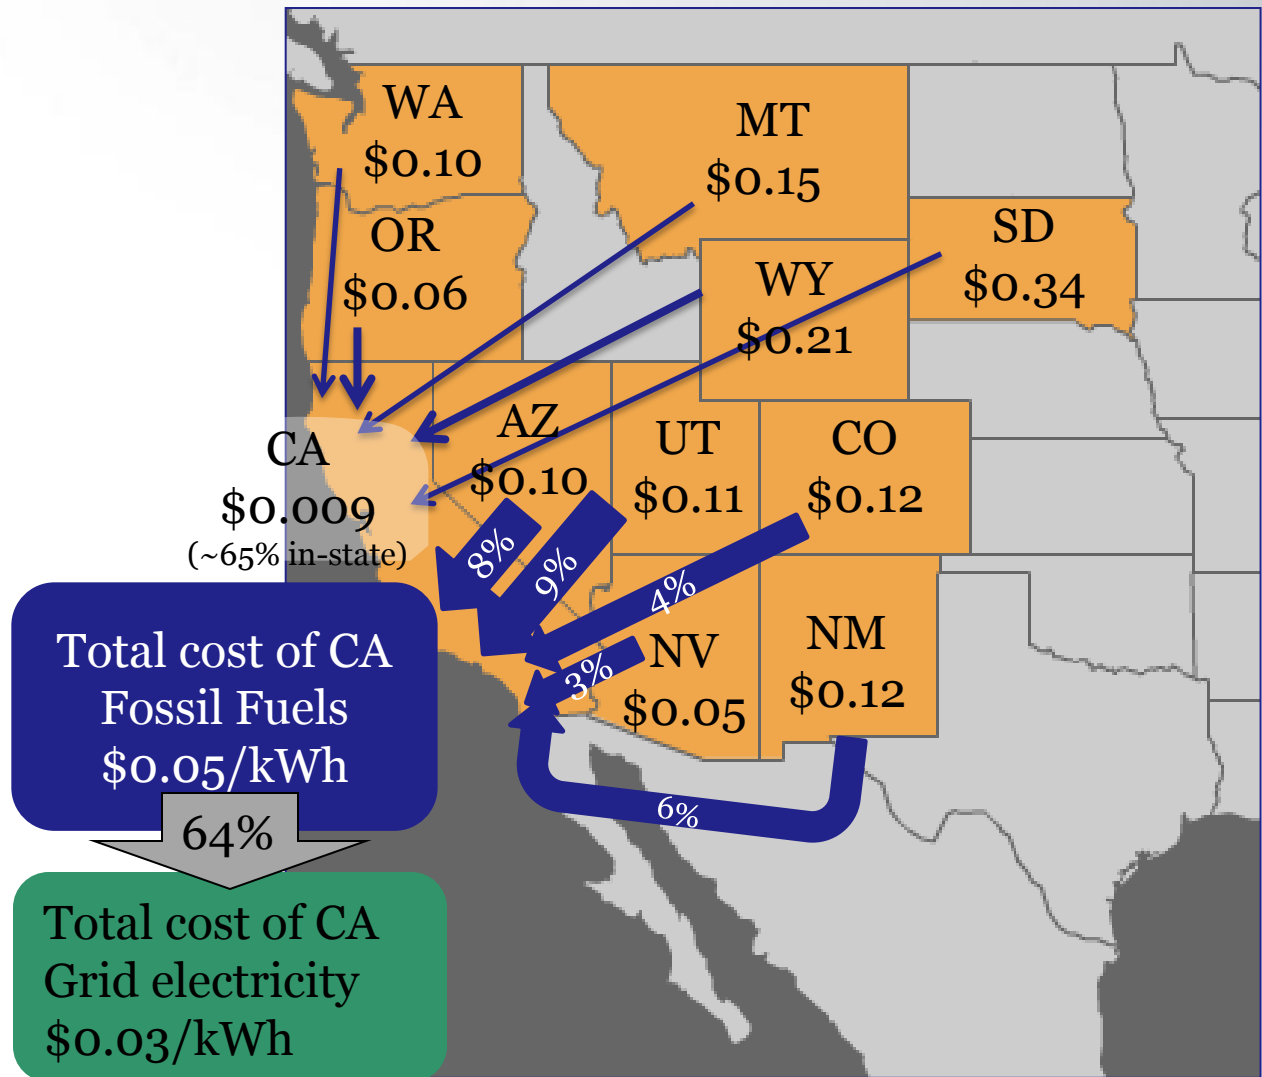 WA
$0.10
MT
$0.15
OR
$0.06
SD
$0.34
WY
$0.21
CA
$0.009
(~65% in-state)
AZ
$0.10
UT
$0.11
CO
$0.12
8%
9%
4%
3%
NV
$0.05
NM
$0.12
6%
Total cost of CA
Fossil Fuels
$0.05/kWh
64%
Total cost of CA
Grid electricity
$0.03/kWh